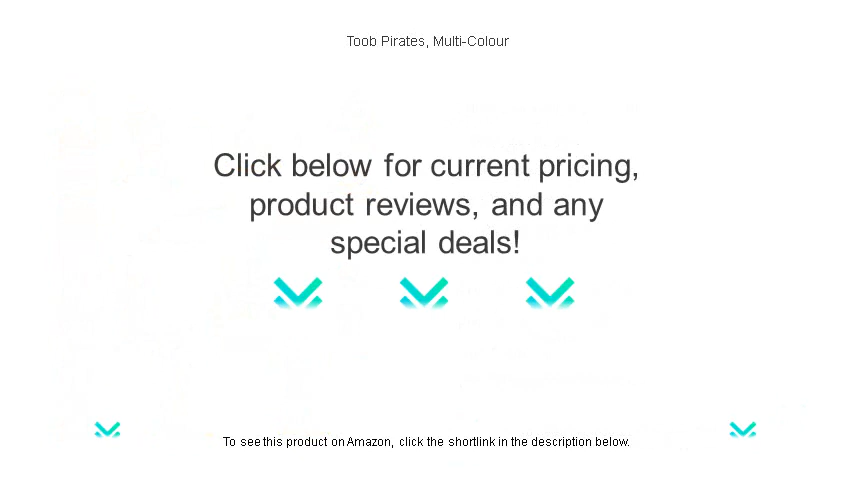 Toob Pirates, Multi-Colour
Click below for current pricing,
product reviews, and any
special deals!
To see this product on Amazon, click the shortlink in the description below.